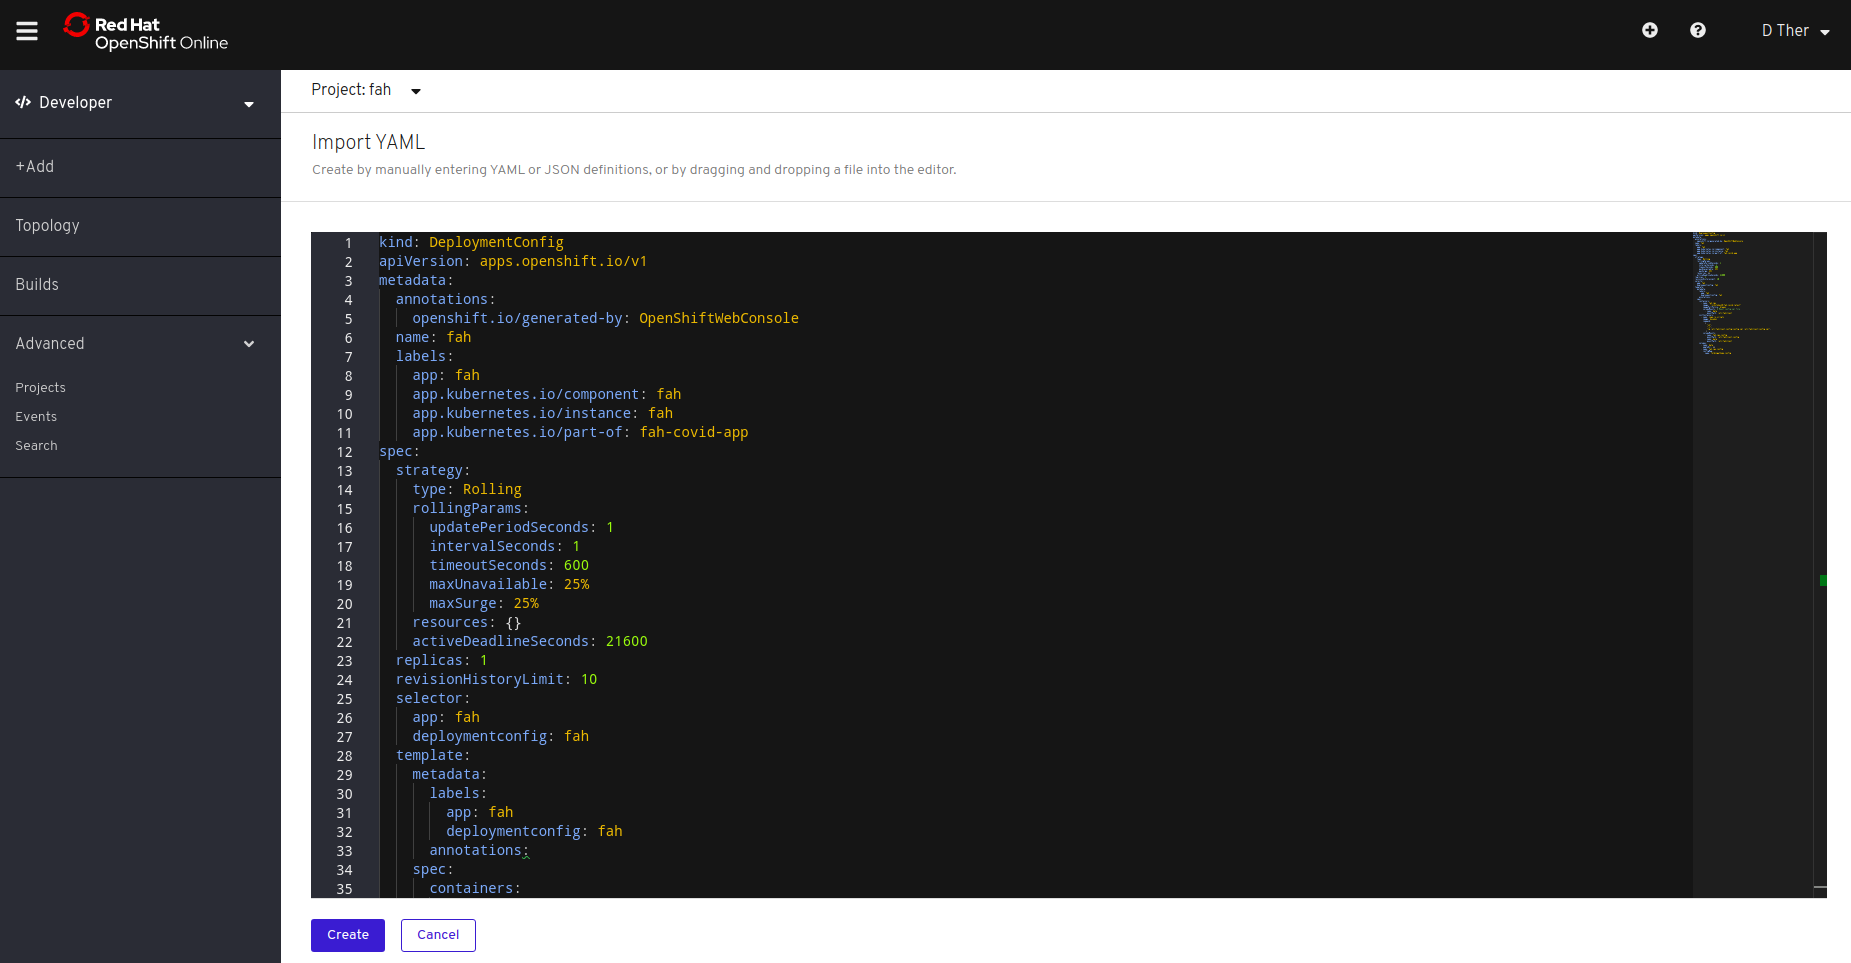 Red Hat
OpenShift Online
D Ther
Developer
+Add
Topology
Builds
Advanced
Projects
Events
Search
Project: fah
Import YAML
Create by manually entering YAML or JSON definitions, or by dragging and dropping a file into the editor.
1 kind: DeploymentConfig
2 apiVersion: apps.openshift.io/v1
3 metadata:
4 annotations:
5 openshift.io/generated-by: OpenShiftWebConsole
6 name: fah
7 labels:
8 app: fah
9 app.kubernetes.io/component: fah
10 app.kubernetes.io/instance: fah
11 app.kubernetes.io/part-of: fah-covid-app
12 spec:
13 strategy:
14 type: Rolling
15 rollingParams:
16 updatePeriodSeconds: 1
17 intervalSeconds: 1
18 timeoutSeconds: 600
19 maxUnavailable: 25%
20 maxSurge: 25%
21 resources: {}
22 activeDeadlineSeconds: 21600
23 replicas: 1
24 revisionHistoryLimit: 10
25 selector:
26 app: fah
27 deploymentconfig: fah
28 template:
29 metadata:
30 labels:
31 app: fah
32 deploymentconfig: fah
33 annotations:
34 spec:
35 containers:
Create
Cancel